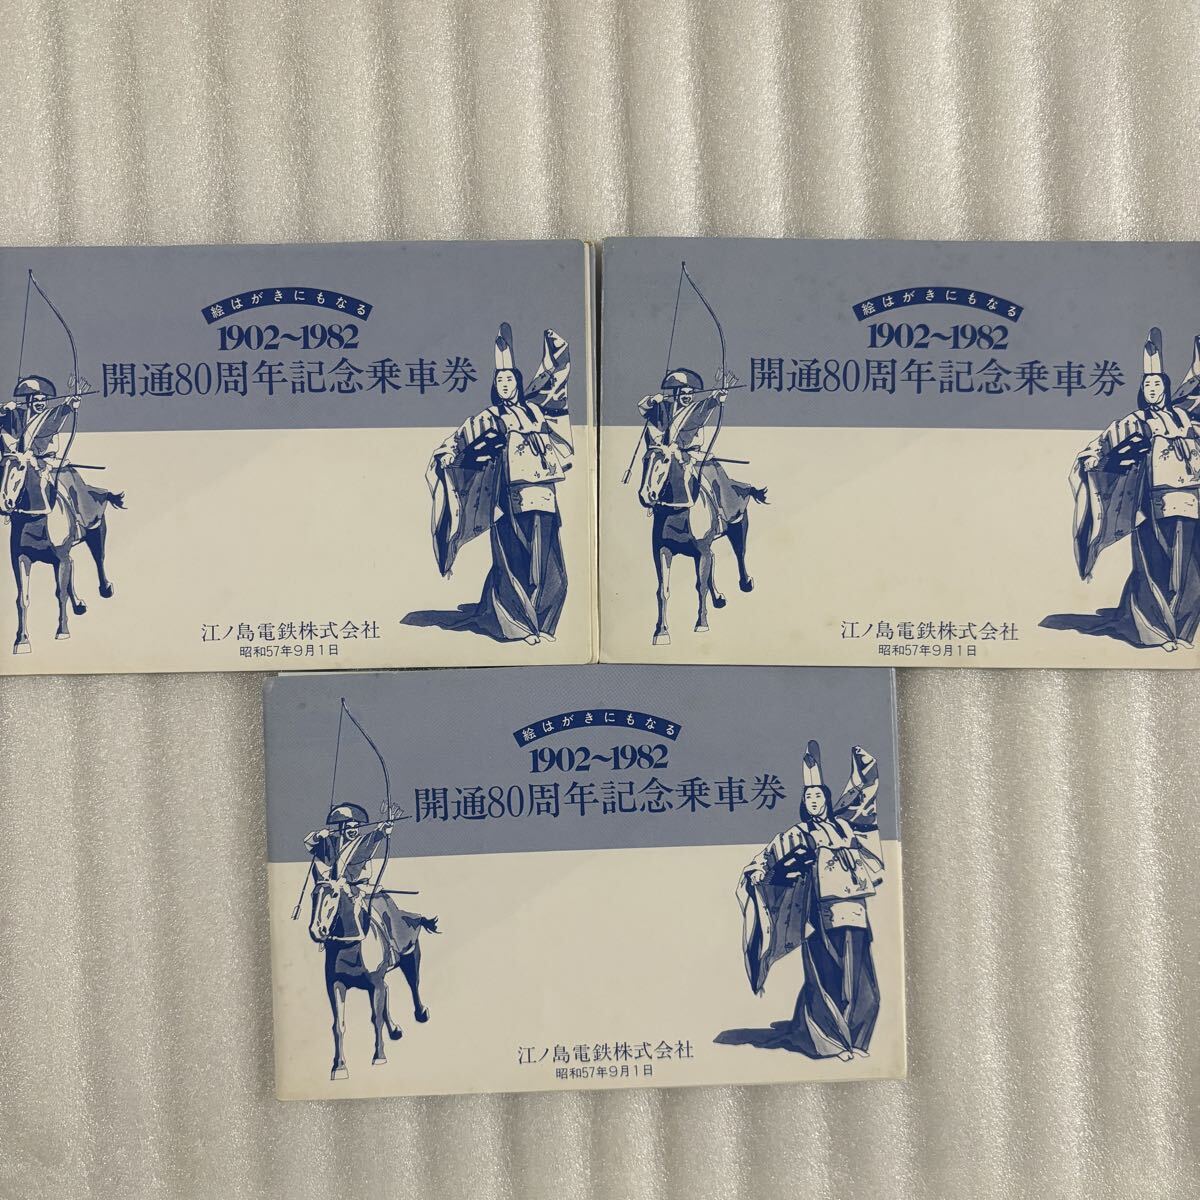 絵はがきにもなる
1902〜1982
開通80周年記念乗車券
江ノ島電鉄株式会社
昭和57年9月1日
絵はがきにもなる
1902〜1982
開通80周年記念乗車券
江ノ島電鉄株式会社
昭和57年9月1日
絵はがきにもなる
1902〜1982
開通80周年記念乗車券
江ノ島電鉄株式会社
昭和57年9月1日